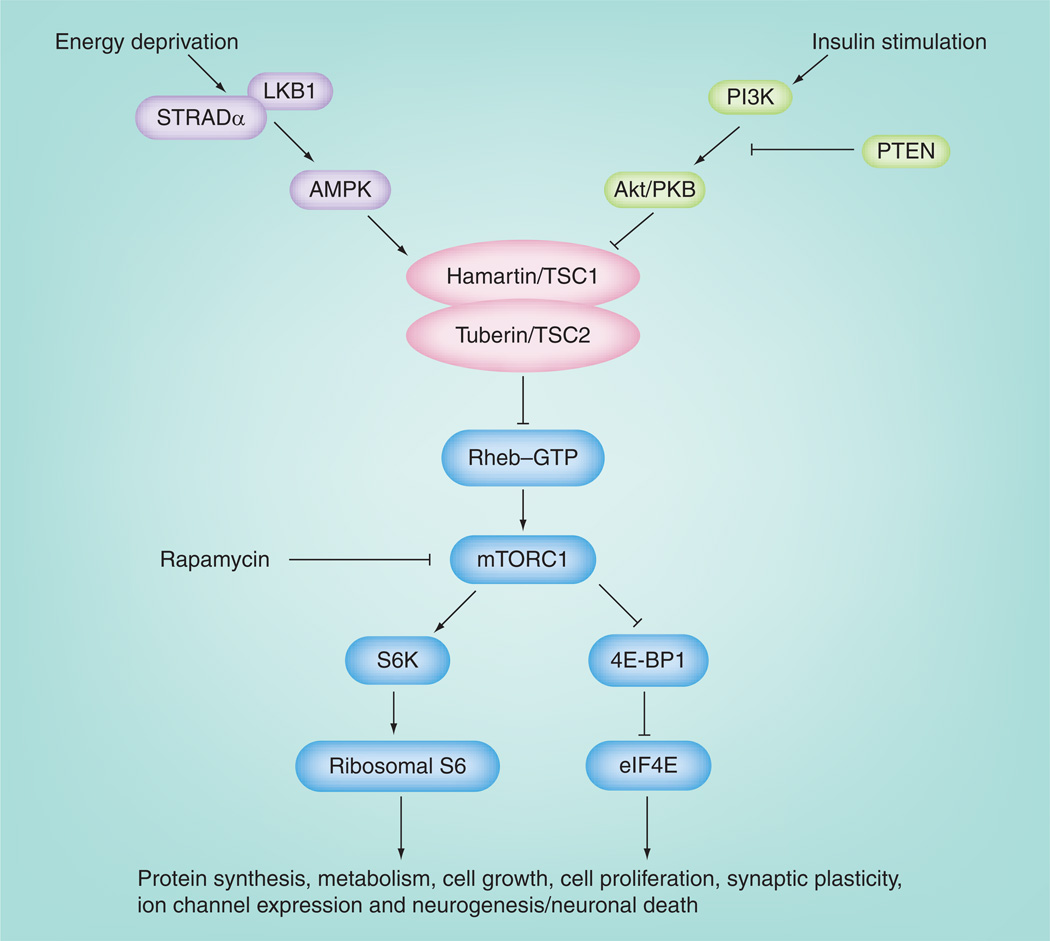 Energy deprivation
Insulin stimulation
LKB1
STRADα
PI3K
PTEN
AMPK
Akt/PKB
Hamartin/TSC1
Tuberin/TSC2
Rheb–GTP
Rapamycin
mTORC1
S6K
4E-BP1
Ribosomal S6
eIF4E
Protein synthesis, metabolism, cell growth, cell proliferation, synaptic plasticity,
ion channel expression and neurogenesis/neuronal death